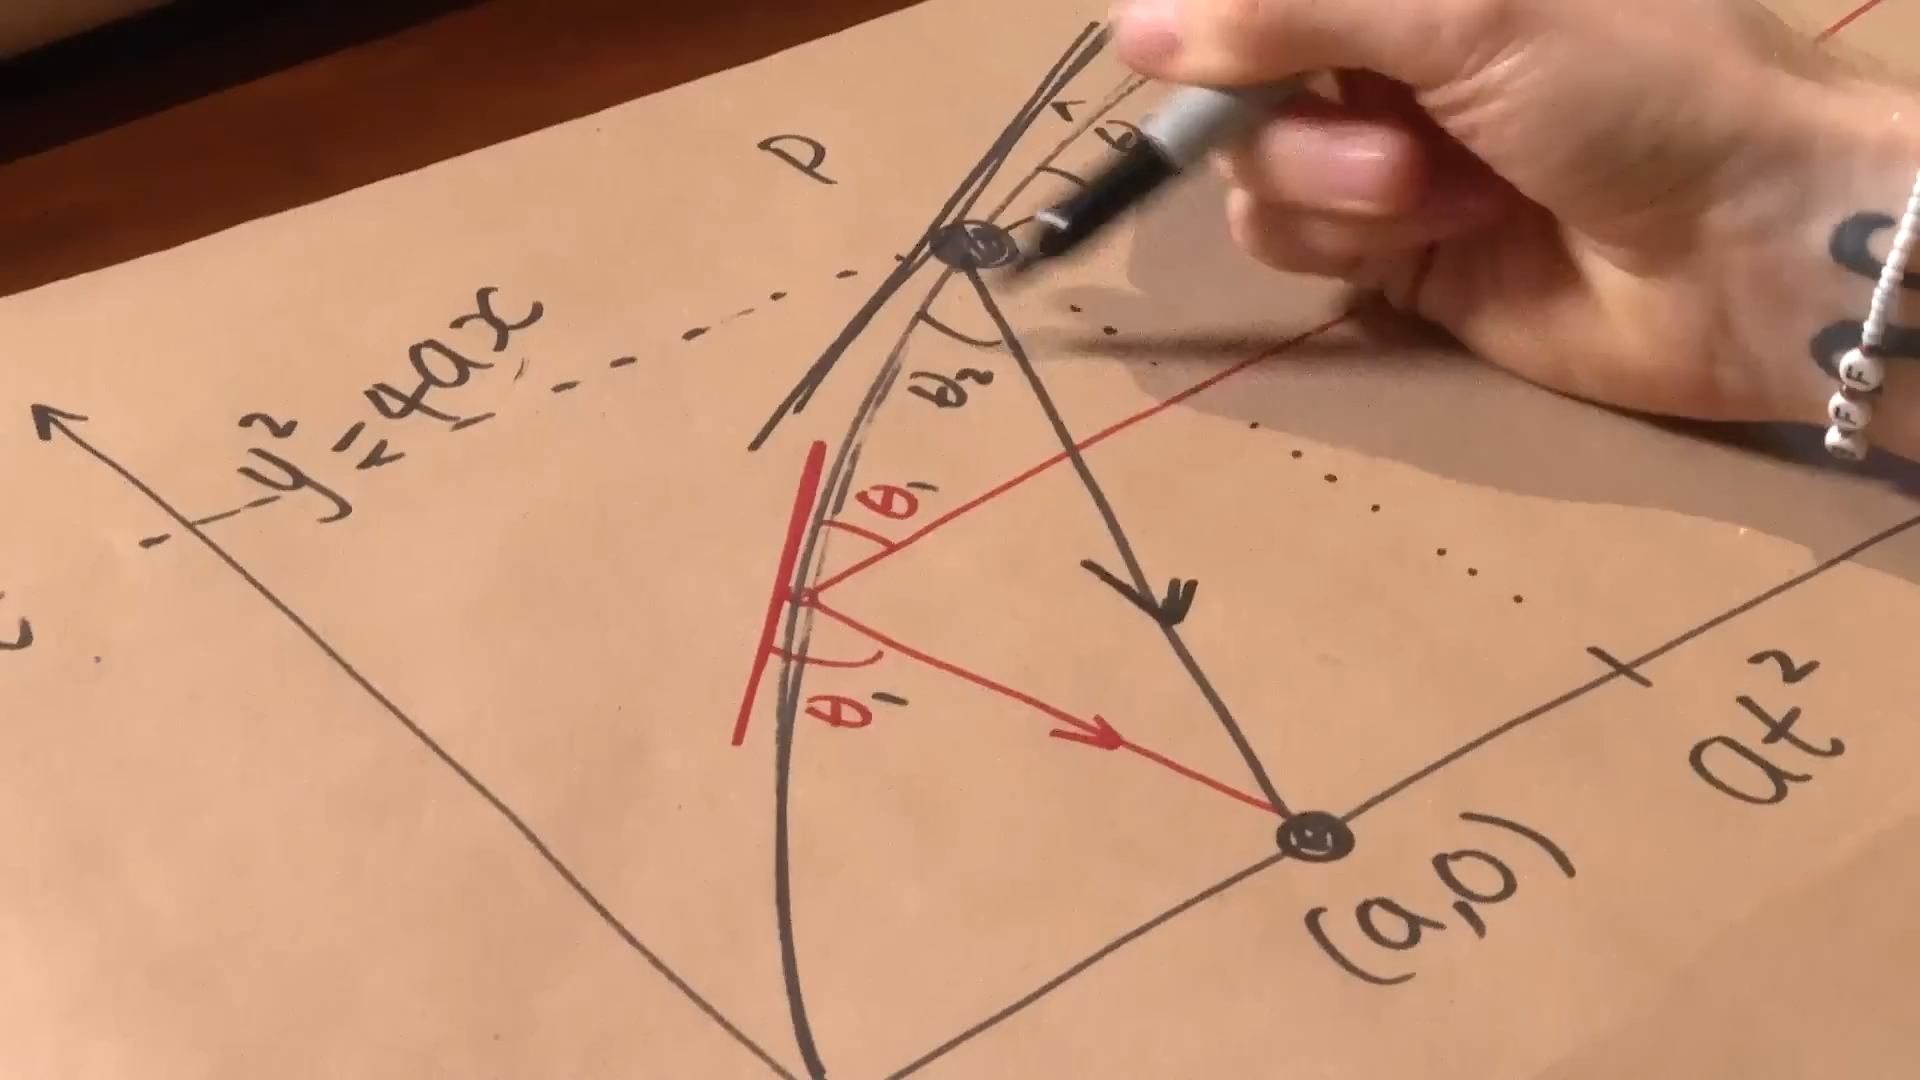 P
y² = 4ax
θ₂
θ₁
θ₁
at²
(a,0)